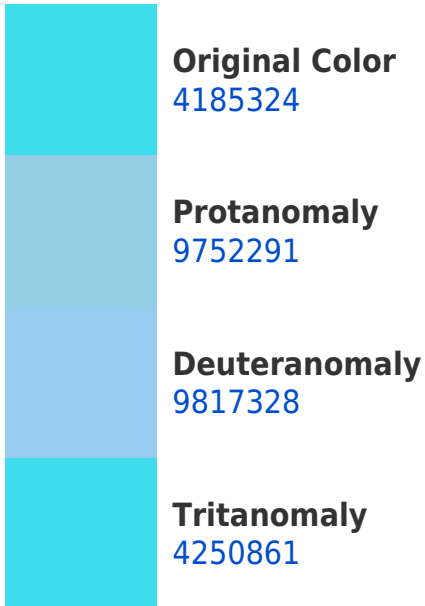 Original Color
4185324
Protanomaly
9752291
Deuteranomaly
9817328
Tritanomaly
4250861